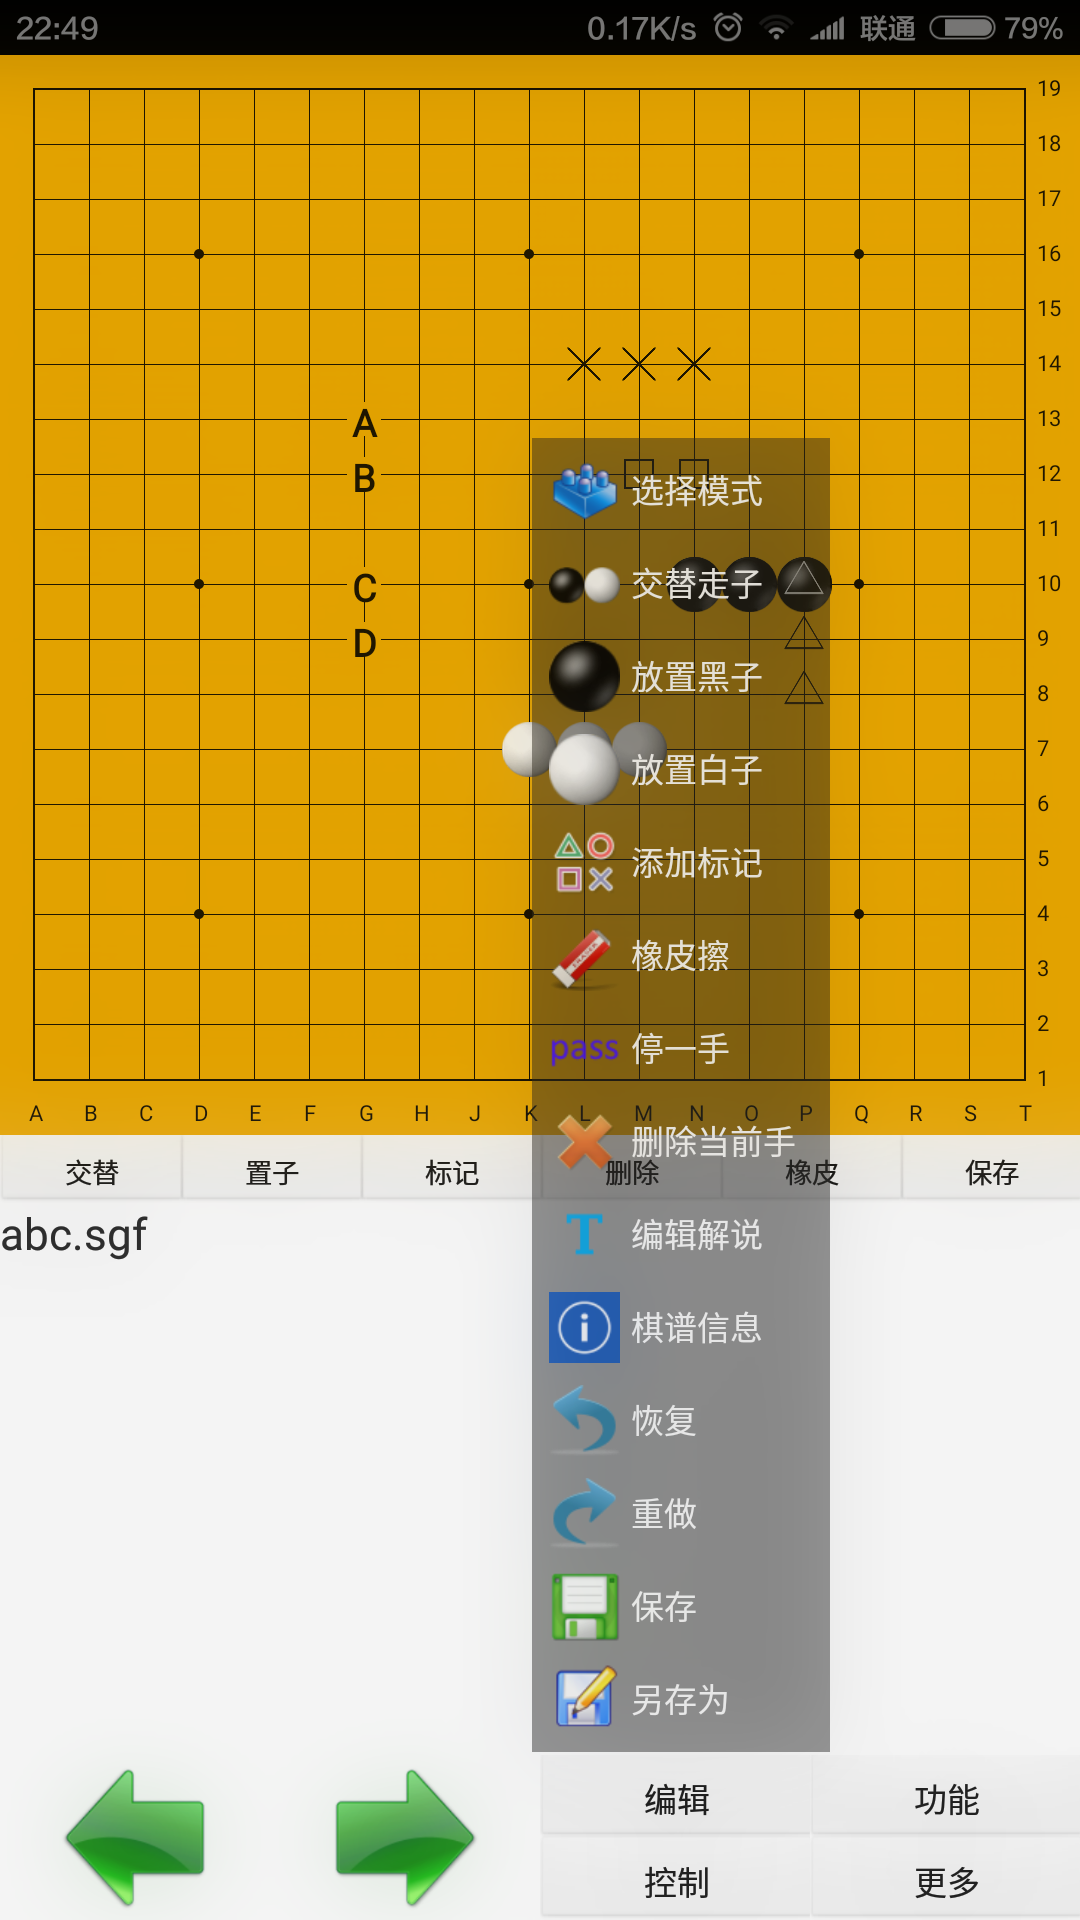 22:49 0.17K/s 联通 79%
19
18
17
16
15
14
13
A
12
B
11
10
C
9
D
8
7
6
5
4
3
2
1
A B C D E F G H J K L M N O P Q R S T
选择模式
交替走子
放置黑子
放置白子
添加标记
橡皮擦
pass 停一手
删除当前手
T 编辑解说
i 棋谱信息
恢复
重做
保存
另存为
交替 置子 标记 删除 橡皮 保存
abc.sgf
编辑 功能
控制 更多